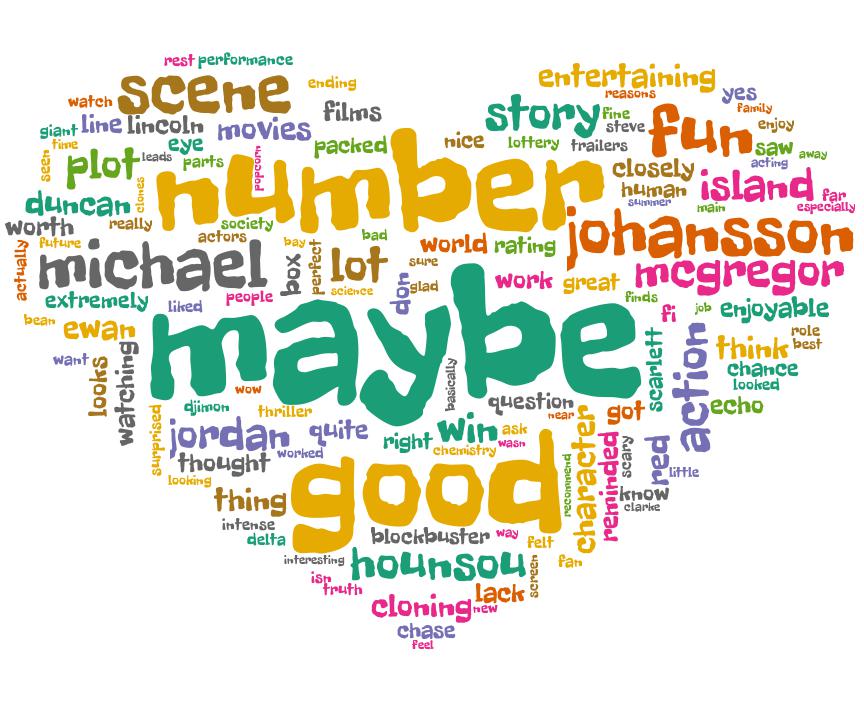 rest performance
scene
ending
entertaining
reasons
yes
watch
films
story
fine
family
giant
line
lincoln
movies
steve
fun
enjoy
time
eye
packed
nice
lottery
trailers
saw
away
seen
plot
leads
parts
popcorn
number
closely
acting
human
island
far
duncan
clones
summer
main
especially
worth
really
society
johansson
actually
future
actors
bay
bad
world
rating
michael
box
perfect
lot
sure
mcgregor
extremely
liked
people
science
don
glad
work
great
finds
fi
job
enjoyable
bean
ewan
maybe
scarlett
action
role
think
best
want
looks
watching
wow
basically
chance
looked
djimon
thriller
question
near
got
echo
surprised
jordan
quite
right
win
ask
wasn
worked
chemistry
character
reminded
scary
red
thought
looking
good
recommend
little
thing
know
clarke
intense
delta
blockbuster
way
felt
interesting
hounsou
screen
fan
isn
truth
lack
cloning
new
chase
feel